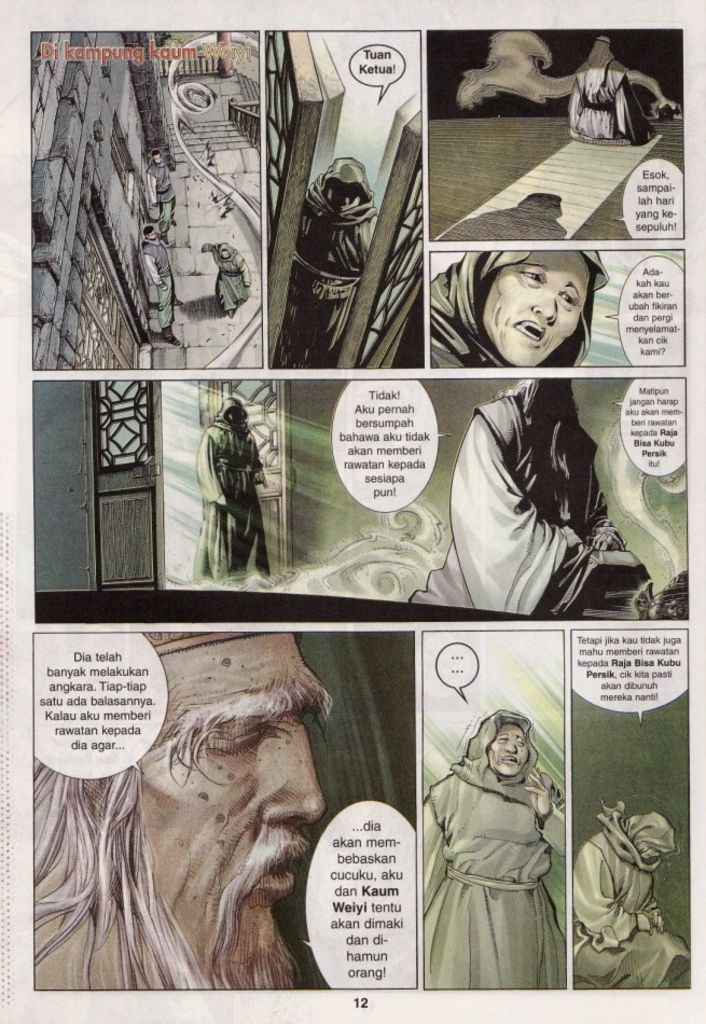 Di kampung kaum Weiyi
Tuan
Ketua!
Esok,
sampai-
lah hari
yang ke-
sepuluh!
Ada-
kah kau
akan ber-
ubah fikiran
dan pergi
menyelamat-
kan cik
kami?
Tidak!
Aku pernah
bersumpah
bahawa aku tidak
akan memberi
rawatan kepada
sesiapa
pun!
Matipun
jangan harap
aku akan mem-
beri rawatan
kepada Raja
Bisa Kubu
Persik
itu!
Dia telah
banyak melakukan
angkara. Tiap-tiap
satu ada balasannya.
Kalau aku memberi
rawatan kepada
dia agar...
...dia
akan mem-
bebaskan
cucuku, aku
dan Kaum
Weiyi tentu
akan dimaki
dan di-
hamun
orang!
...
...
Tetapi jika kau tidak juga
mahu memberi rawatan
kepada Raja Bisa Kubu
Persik, cik kita pasti
akan dibunuh
mereka nanti!
12